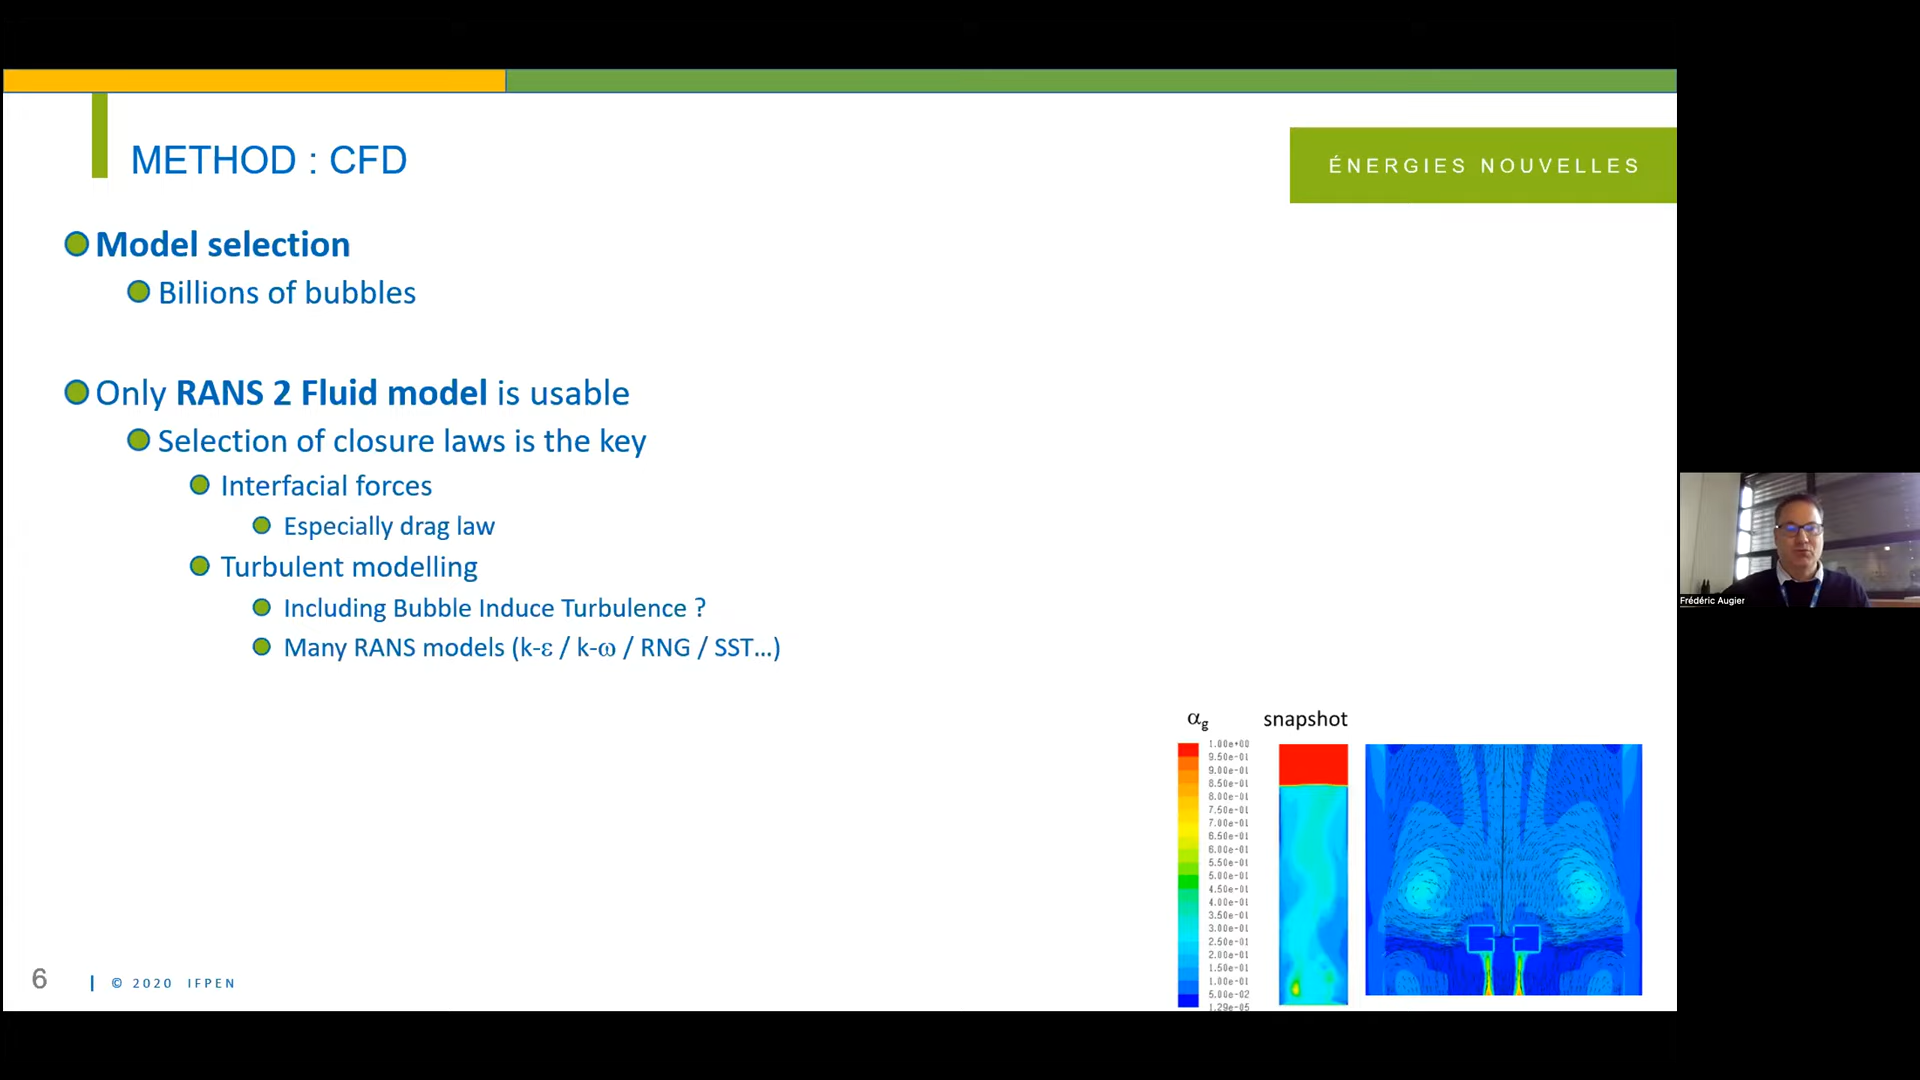 METHOD : CFD
ÉNERGIES NOUVELLES
Model selection
Billions of bubbles
Only RANS 2 Fluid model is usable
Selection of closure laws is the key
Interfacial forces
Especially drag law
Turbulent modelling
Including Bubble Induce Turbulence ?
Many RANS models (k-ε / k-ω / RNG / SST...)
αg
snapshot
1.00e+00
9.50e-01
9.00e-01
8.50e-01
8.00e-01
7.50e-01
7.00e-01
6.50e-01
6.00e-01
5.50e-01
5.00e-01
4.50e-01
4.00e-01
3.50e-01
3.00e-01
2.50e-01
2.00e-01
1.50e-01
1.00e-01
5.00e-02
1.29e-05
6
© 2020 IFPEN
Frédéric Augier